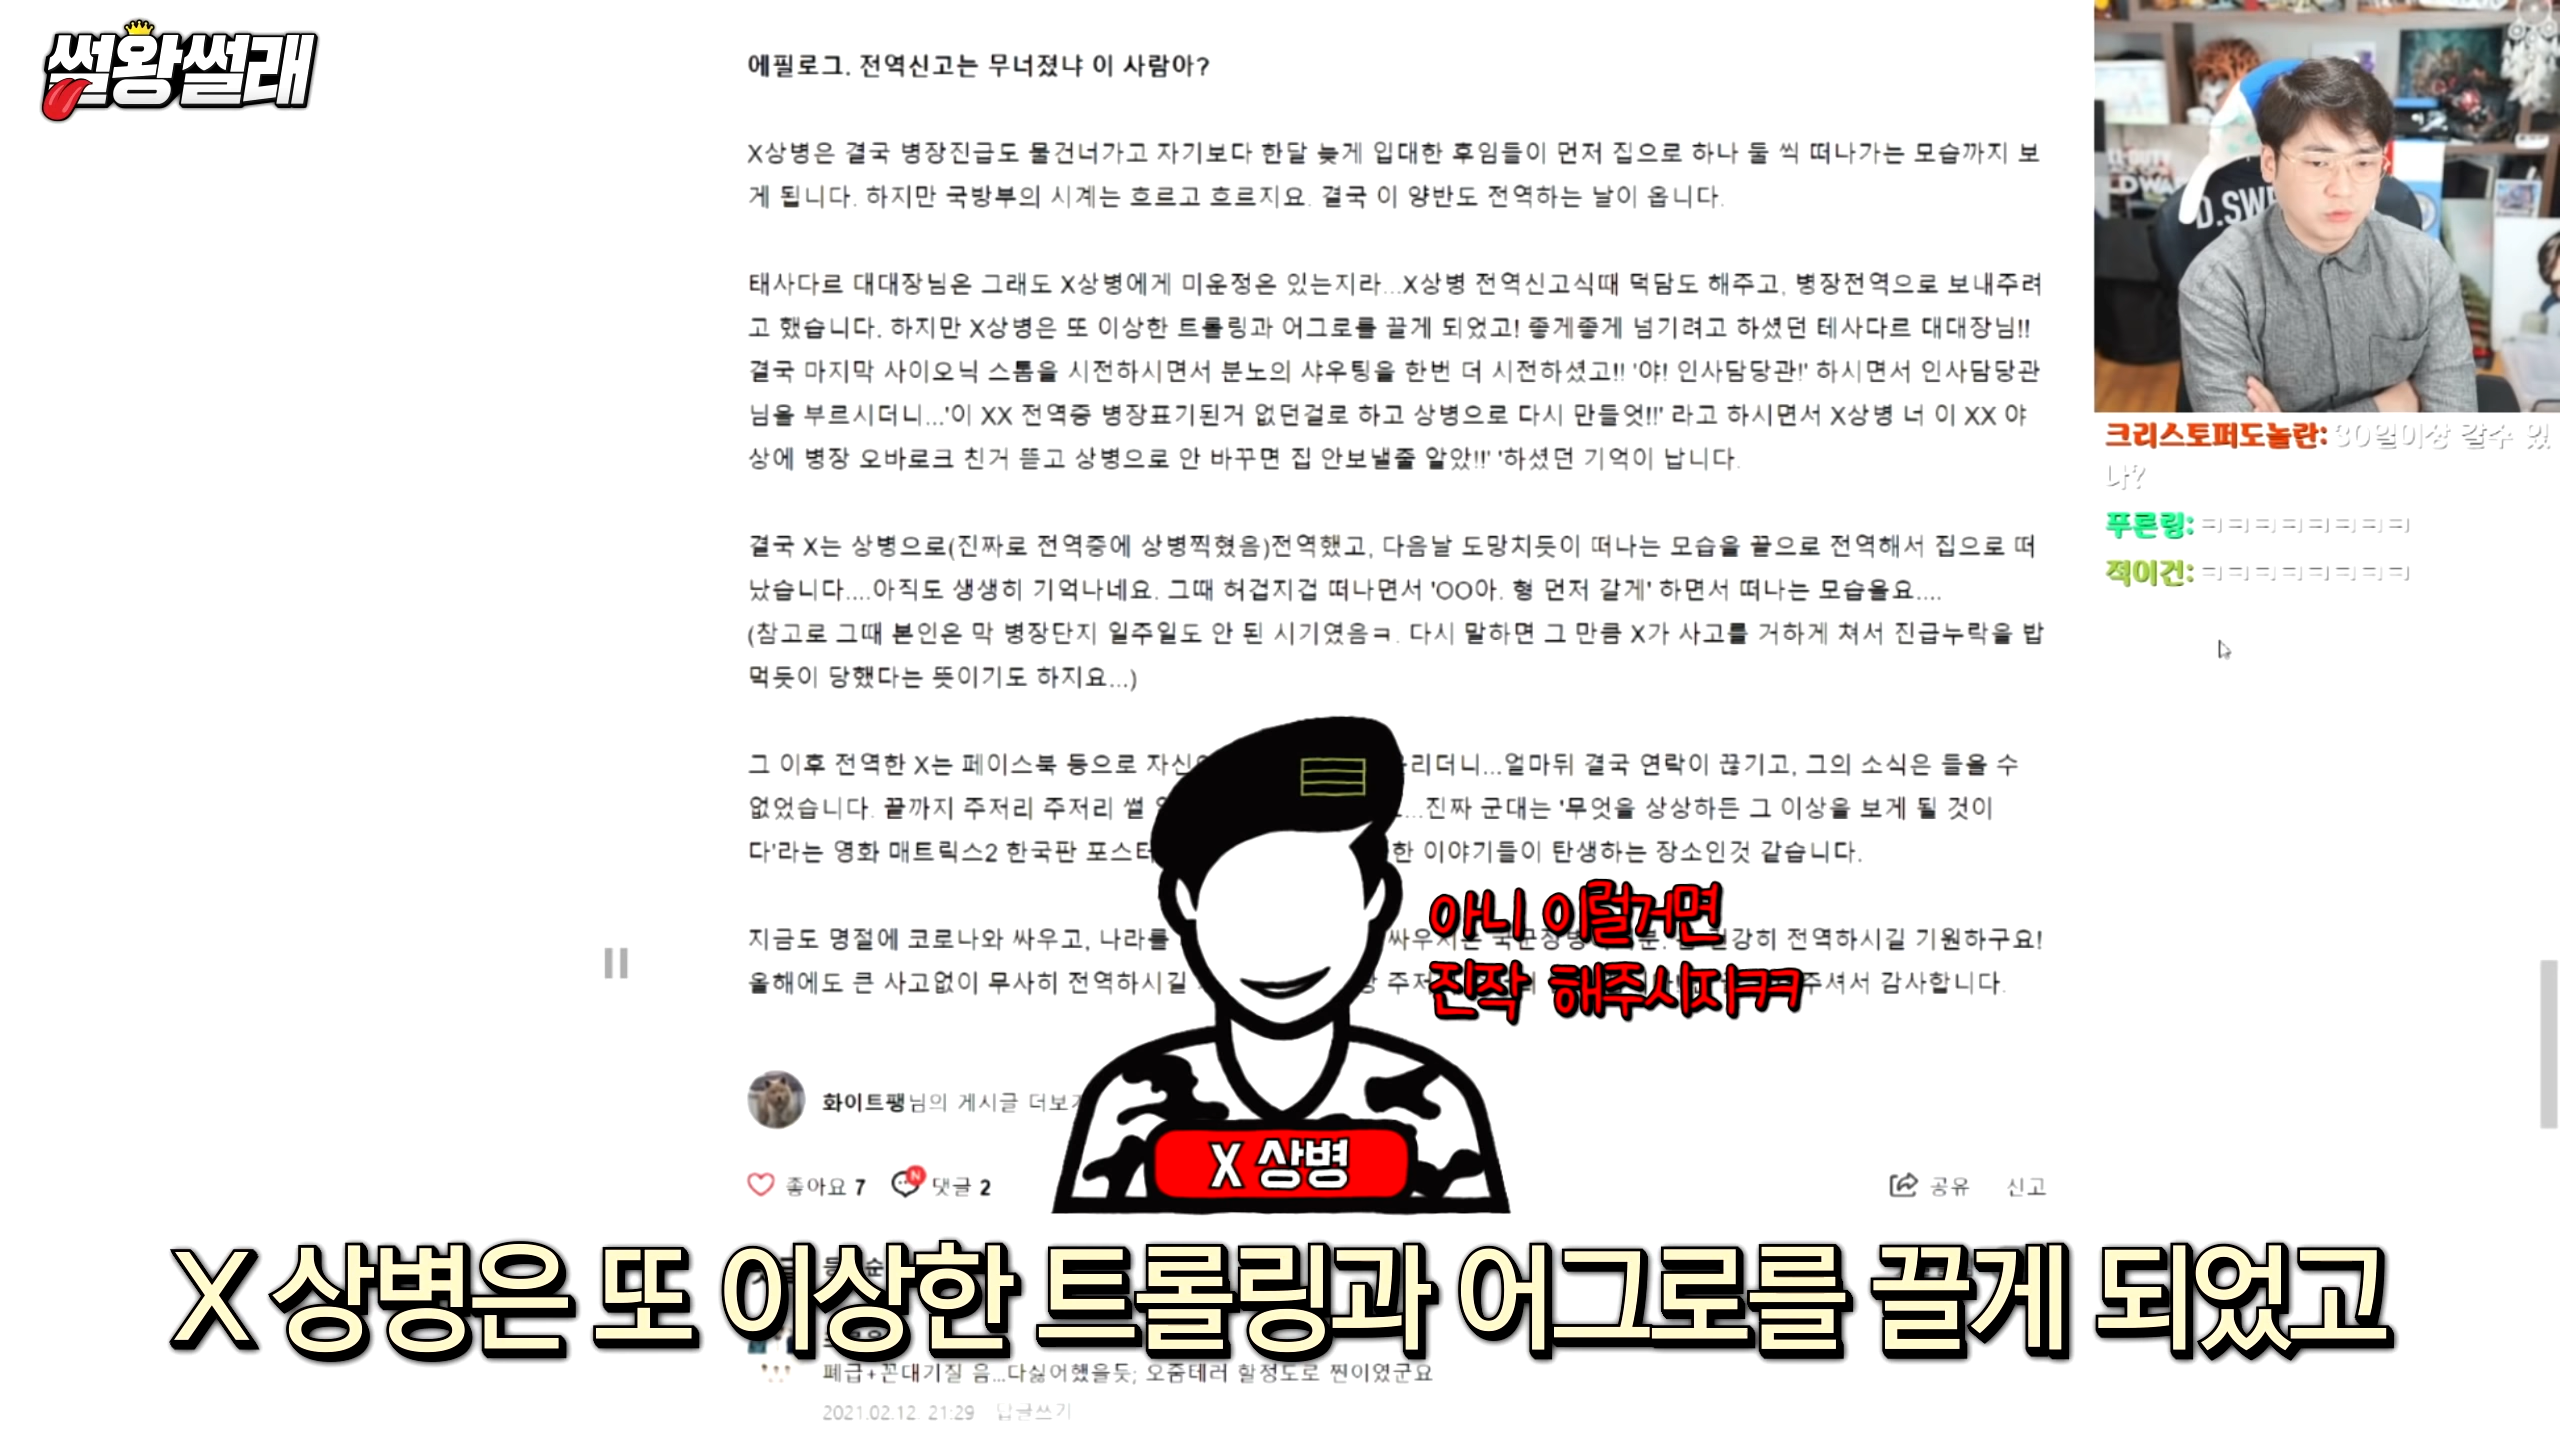 썰왕썰래
에필로그. 전역신고는 무너졌냐 이 사람아?
X상병은 결국 병장진급도 물건너가고 자기보다 한달 늦게 입대한 후임들이 먼저 집으로 하나 둘 씩 떠나가는 모습까지 보
게 됩니다. 하지만 국방부의 시계는 흐르고 흐르지요. 결국 이 양반도 전역하는 날이 옵니다.
태사다르 대대장님은 그래도 X상병에게 미운정은 있는지라...X상병 전역신고식때 덕담도 해주고, 병장전역으로 보내주려
고 했습니다. 하지만 X상병은 또 이상한 트롤링과 어그로를 끌게 되었고! 좋게좋게 넘기려고 하셨던 테사다르 대대장님!!
결국 마지막 사이오닉 스톰을 시전하시면서 분노의 샤우팅을 한번 더 시전하셨고!! '야! 인사담당관!' 하시면서 인사담당관
님을 부르시더니...'이 XX 전역증 병장표기된거 없던걸로 하고 상병으로 다시 만들엇!!' 라고 하시면서 X상병 너 이 XX 야
상에 병장 오바로크 친거 뜯고 상병으로 안 바꾸면 집 안보낼줄 알앗!!' '하셨던 기억이 납니다.
결국 X는 상병으로(진짜로 전역증에 상병찍혔음)전역했고, 다음날 도망치듯이 떠나는 모습을 끝으로 전역해서 집으로 떠
났습니다....아직도 생생히 기억나네요. 그때 허겁지겁 떠나면서 'OO아. 형 먼저 갈게' 하면서 떠나는 모습을요....
(참고로 그때 본인은 막 병장단지 일주일도 안 된 시기였음ㅋ. 다시 말하면 그 만큼 X가 사고를 거하게 쳐서 진급누락을 밥
먹듯이 당했다는 뜻이기도 하지요...)
그 이후 전역한 X는 페이스북 등으로 리더니...얼마뒤 결국 연락이 끊기고, 그의 소식은 들을 수
없었습니다. 끝까지 주저리 주저리 썰 ...진짜 군대는 '무엇을 상상하든 그 이상을 보게 될 것이
다'라는 영화 매트릭스2 한국판 포스터 한 이야기들이 탄생하는 장소인것 같습니다.
지금도 명절에 코로나와 싸우고, 나라를 건강히 전역하시길 기원하구요!
올해에도 큰 사고없이 무사히 전역하시길 주셔서 감사합니다.
아니 이럴거면
진작 해주시지ㅋㅋ
화이트팽님의 게시글 더보기
좋아요 7 N 댓글 2
공유 신고
X 상병
X 상병은 또 이상한 트롤링과 어그로를 끌게 되었고
폐급+꼰대기질 음...다싫어했을듯; 오줌테러 할정도로 찐이였군요
2021.02.12. 21:29 답글쓰기
D.SW
크리스토퍼도놀란: 30일이상 갈수 있
나?
푸른링: ㅋㅋㅋㅋㅋㅋㅋㅋ
적이건: ㅋㅋㅋㅋㅋㅋㅋㅋ